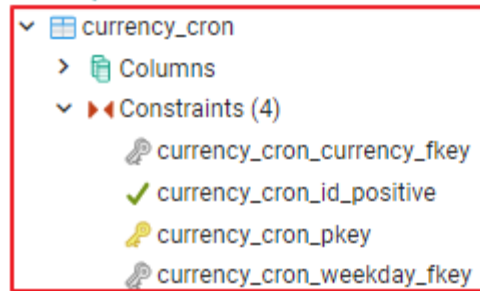 currency_cron
Columns
Constraints (4)
currency_cron_currency_fkey
currency_cron_id_positive
currency_cron_pkey
currency_cron_weekday_fkey